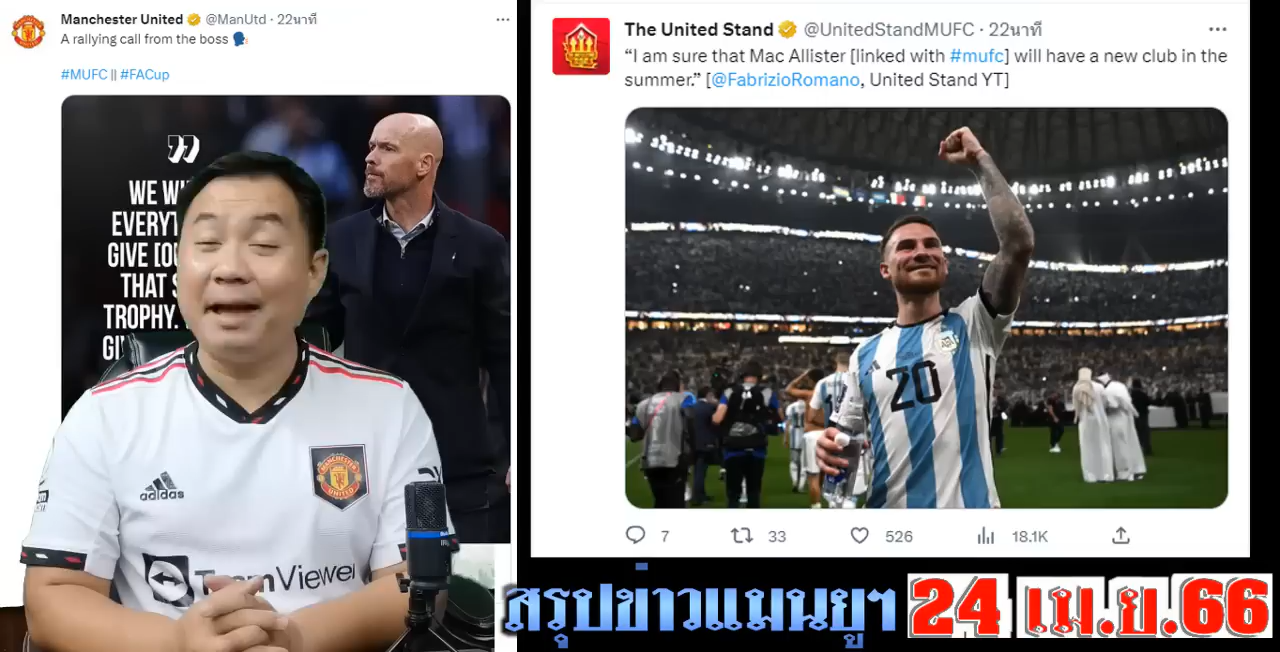 Manchester United @ManUtd · 22นาที
A rallying call from the boss
#MUFC || #FACup
WE
EVERYT
GIVE
THAT
TROPHY.
GI
adidas
MANCHESTER
UNITED
TeamViewer
The United Stand @UnitedStandMUFC · 22นาที
“I am sure that Mac Allister [linked with #mufc] will have a new club in the
summer.” [@FabrizioRomano, United Stand YT]
20
7 33 526 18.1K
สรุปข่าวแมนยูฯ 24 เม.ย.66